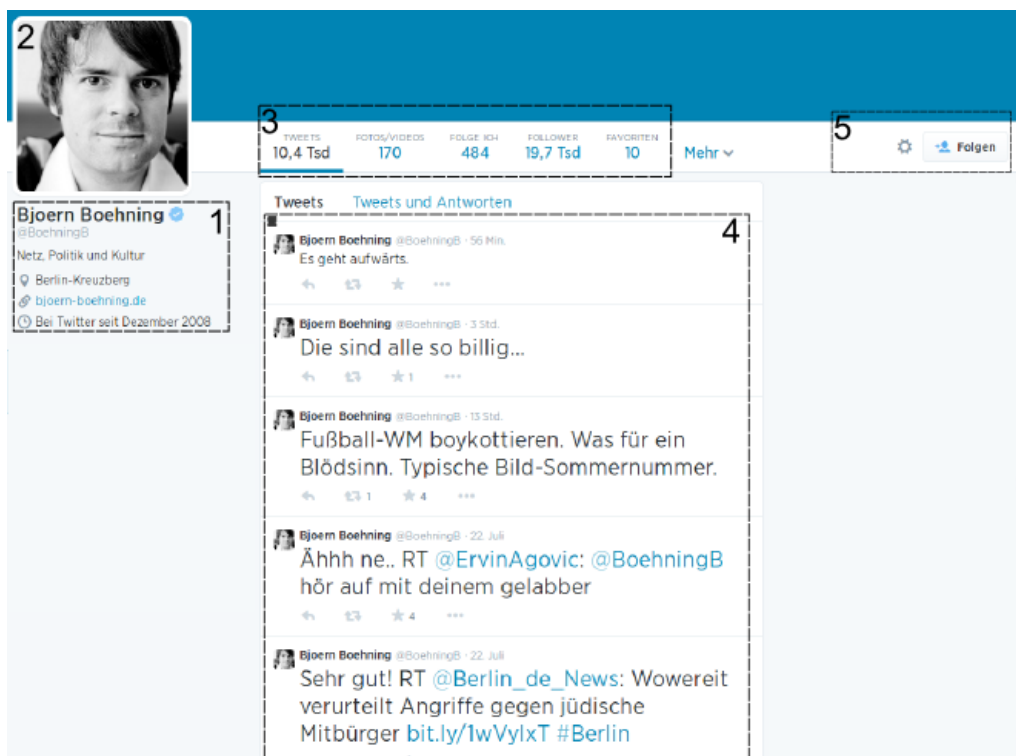 2
3
TWEETS FOTOS/VIDEOS FOLGE ICH FOLLOWER FAVORITEN
10,4 Tsd 170 484 19,7 Tsd 10 Mehr
5
Folgen
Bjoern Boehning 1
@BoehningB
Netz, Politik und Kultur
Berlin-Kreuzberg
bjoern-boehning.de
Bei Twitter seit Dezember 2008
Tweets Tweets und Antworten
4
Bjoern Boehning @BoehningB · 56 Min.
Es geht aufwärts.
Bjoern Boehning @BoehningB · 3 Std.
Die sind alle so billig...
1
Bjoern Boehning @BoehningB · 13 Std.
Fußball-WM boykottieren. Was für ein
Blödsinn. Typische Bild-Sommernummer.
1 4
Bjoern Boehning @BoehningB · 22. Juli
Ähhh ne.. RT @ErvinAgovic: @BoehningB
hör auf mit deinem gelabber
4
Bjoern Boehning @BoehningB · 22. Juli
Sehr gut! RT @Berlin_de_News: Wowereit
verurteilt Angriffe gegen jüdische
Mitbürger bit.ly/1wVylxT #Berlin